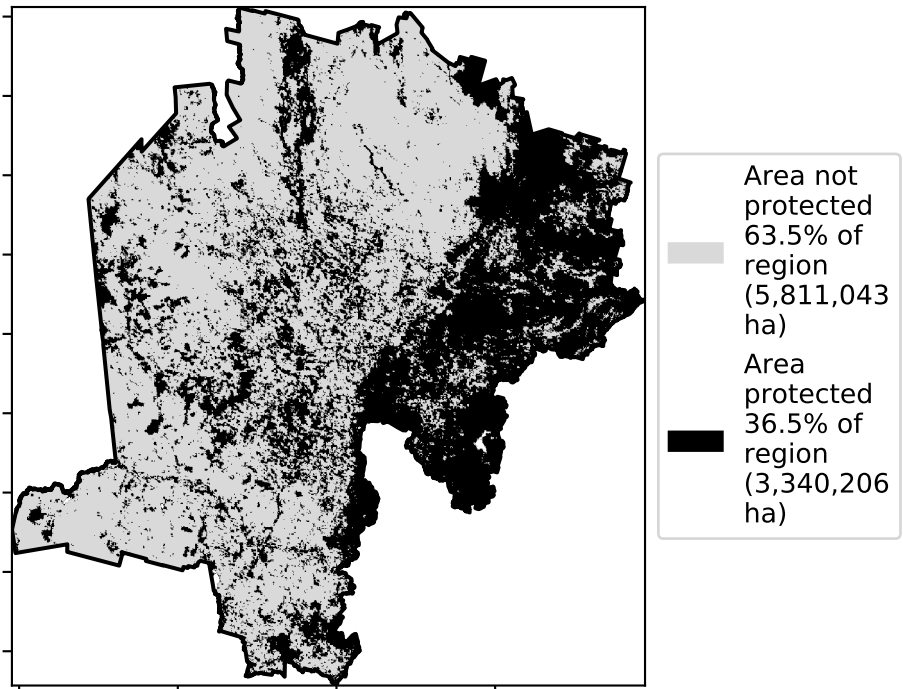 Area not
protected
63.5% of
region
(5,811,043
ha)
Area
protected
36.5% of
region
(3,340,206
ha)